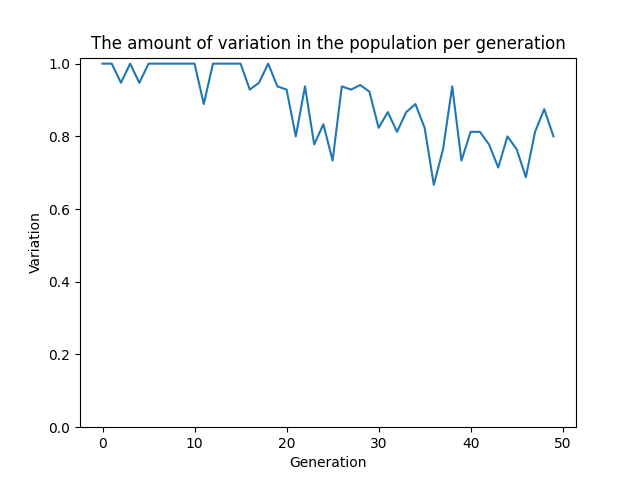 The amount of variation in the population per generation
1.0
0.8
0.6
0.4
0.2
0.0
Variation
0 10 20 30 40 50
Generation